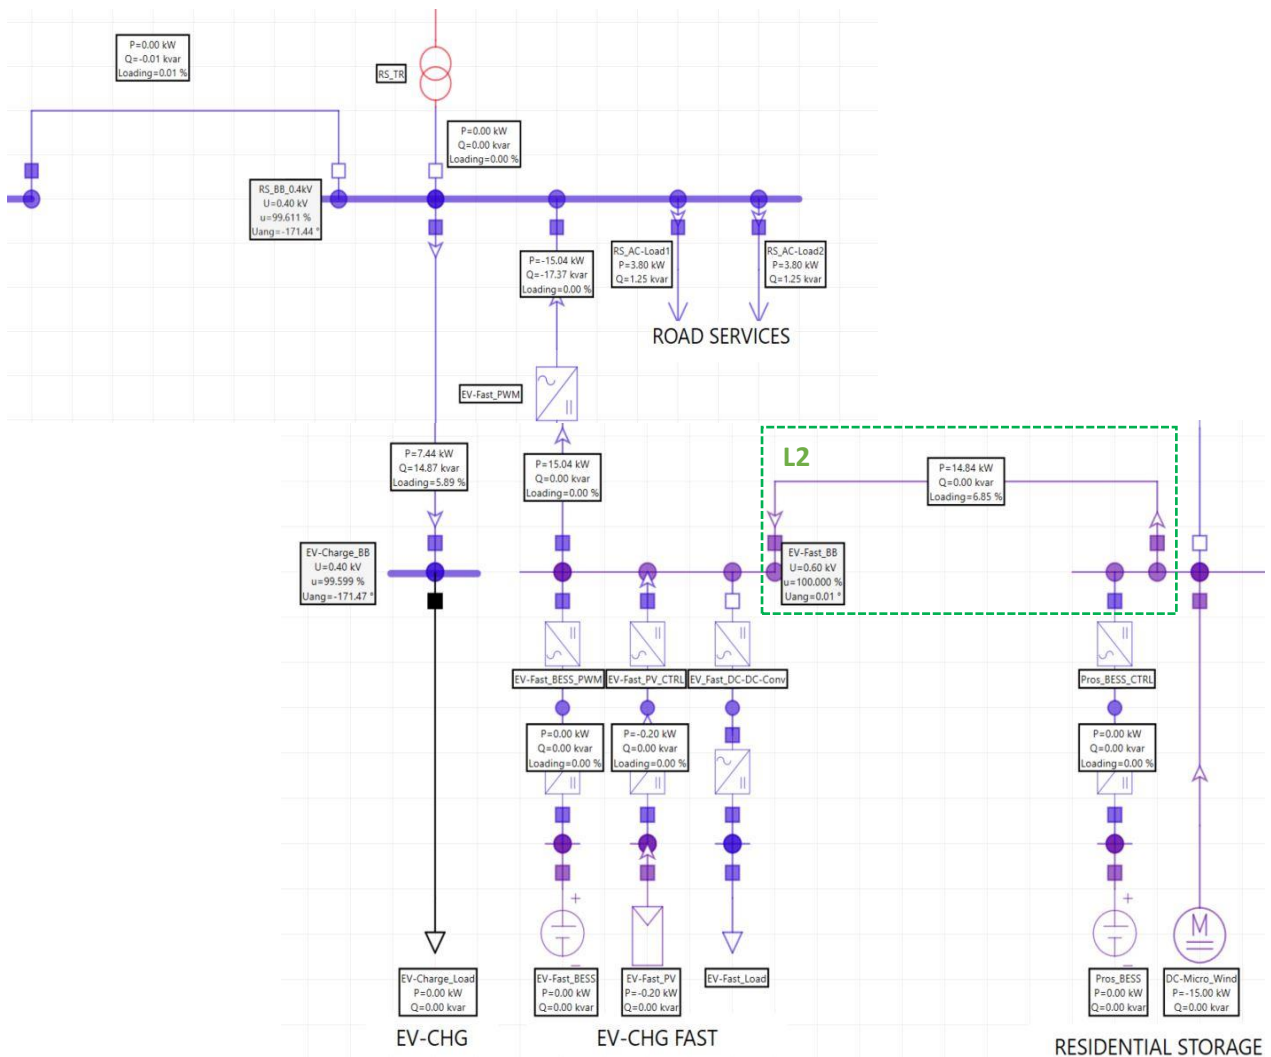 P=0.00 kW
Q=-0.01 kvar
Loading=0.01 %
RS_TR
P=0.00 kW
Q=0.00 kvar
Loading=0.00 %
RS_BB_0.4kV
U=0.40 kV
u=99.611 %
Uang=-171.44 °
P=-15.04 kW
Q=-17.37 kvar
Loading=0.00 %
RS_AC-Load1
P=3.80 kW
Q=1.25 kvar
RS_AC-Load2
P=3.80 kW
Q=1.25 kvar
ROAD SERVICES
EV-Fast_PWM
P=7.44 kW
Q=14.87 kvar
Loading=5.89 %
P=15.04 kW
Q=0.00 kvar
Loading=0.00 %
L2
P=14.84 kW
Q=0.00 kvar
Loading=6.85 %
EV-Charge_BB
U=0.40 kV
u=99.599 %
Uang=-171.47 °
EV-Fast_BB
U=0.60 kV
u=100.000 %
Uang=0.01 °
EV-Fast_BESS_PWM
EV-Fast_PV_CTRL
EV_Fast_DC-DC-Conv
Pros_BESS_CTRL
P=0.00 kW
Q=0.00 kvar
Loading=0.00 %
P=-0.20 kW
Q=0.00 kvar
Loading=0.00 %
P=0.00 kW
Q=0.00 kvar
Loading=0.00 %
+
+
M
EV-Charge_Load
P=0.00 kW
Q=0.00 kvar
EV-Fast_BESS
P=0.00 kW
Q=0.00 kvar
EV-Fast_PV
P=-0.20 kW
Q=0.00 kvar
EV-Fast_Load
Pros_BESS
P=0.00 kW
Q=0.00 kvar
DC-Micro_Wind
P=-15.00 kW
Q=0.00 kvar
EV-CHG
EV-CHG FAST
RESIDENTIAL STORAGE